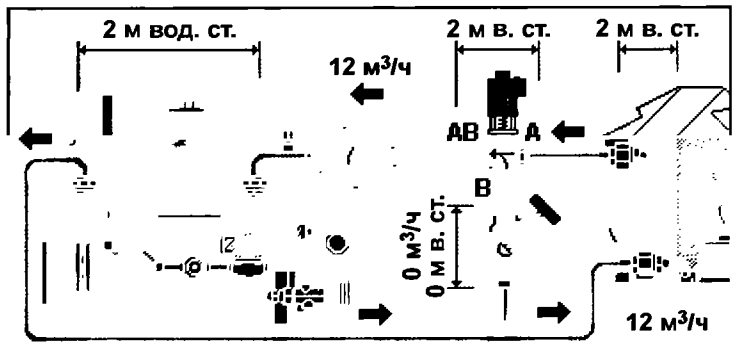 2 м вод. ст.
2 м в. ст.
2 м в. ст.
12 м³/ч
АВ
А
В
0 м³/ч
0 м в. ст.
12 м³/ч